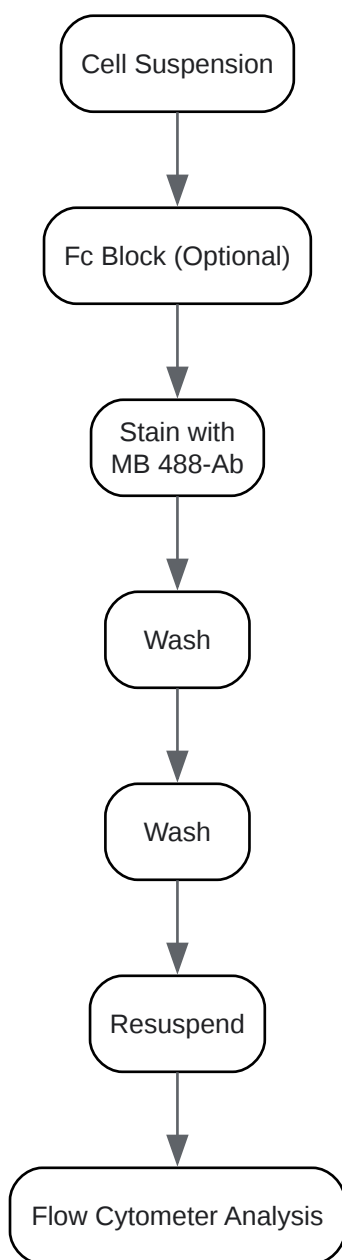 Cell Suspension
Fc Block (Optional)
Stain with
MB 488-Ab
Wash
Wash
Resuspend
Flow Cytometer Analysis